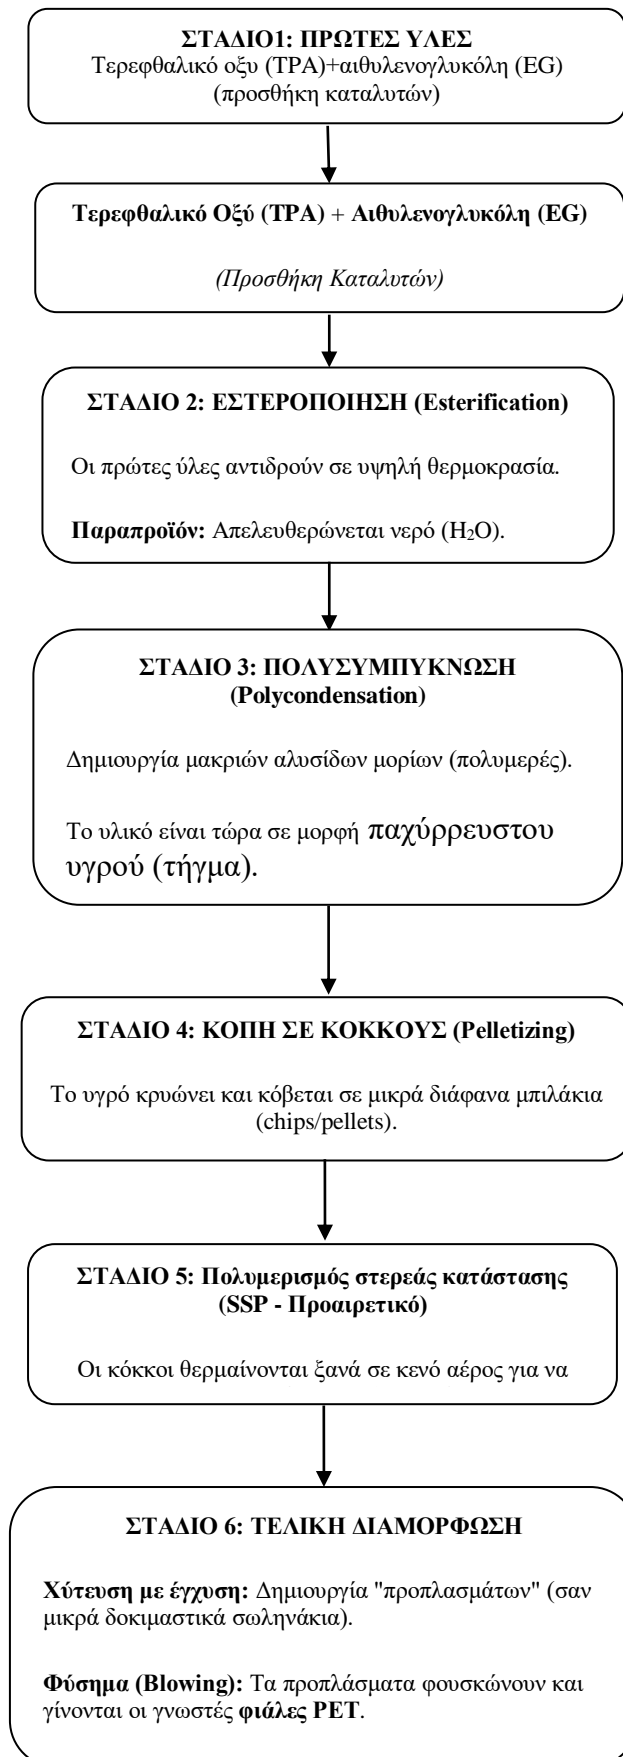 ΣΤΑΔΙΟ1: ΠΡΩΤΕΣ ΥΛΕΣ
Τερεφθαλικό οξυ (TPA)+αιθυλενογλυκόλη (EG)
(προσθήκη καταλυτών)
Τερεφθαλικό Οξύ (TPA) + Αιθυλενογλυκόλη (EG)
(Προσθήκη Καταλυτών)
ΣΤΑΔΙΟ 2: ΕΣΤΕΡΟΠΟΙΗΣΗ (Esterification)
Οι πρώτες ύλες αντιδρούν σε υψηλή θερμοκρασία.
Παραπροϊόν: Απελευθερώνεται νερό (H₂O).
ΣΤΑΔΙΟ 3: ΠΟΛΥΣΥΜΠΥΚΝΩΣΗ
(Polycondensation)
Δημιουργία μακριών αλυσίδων μορίων (πολυμερές).
Το υλικό είναι τώρα σε μορφή παχύρρευστου
υγρού (τήγμα).
ΣΤΑΔΙΟ 4: ΚΟΠΗ ΣΕ ΚΟΚΚΟΥΣ (Pelletizing)
Το υγρό κρυώνει και κόβεται σε μικρά διάφανα μπιλάκια
(chips/pellets).
ΣΤΑΔΙΟ 5: Πολυμερισμός στερεάς κατάστασης
(SSP - Προαιρετικό)
Οι κόκκοι θερμαίνονται ξανά σε κενό αέρος για να
ΣΤΑΔΙΟ 6: ΤΕΛΙΚΗ ΔΙΑΜΟΡΦΩΣΗ
Χύτευση με έγχυση: Δημιουργία "προπλασμάτων" (σαν
μικρά δοκιμαστικά σωληνάκια).
Φύσημα (Blowing): Τα προπλάσματα φουσκώνουν και
γίνονται οι γνωστές φιάλες PET.